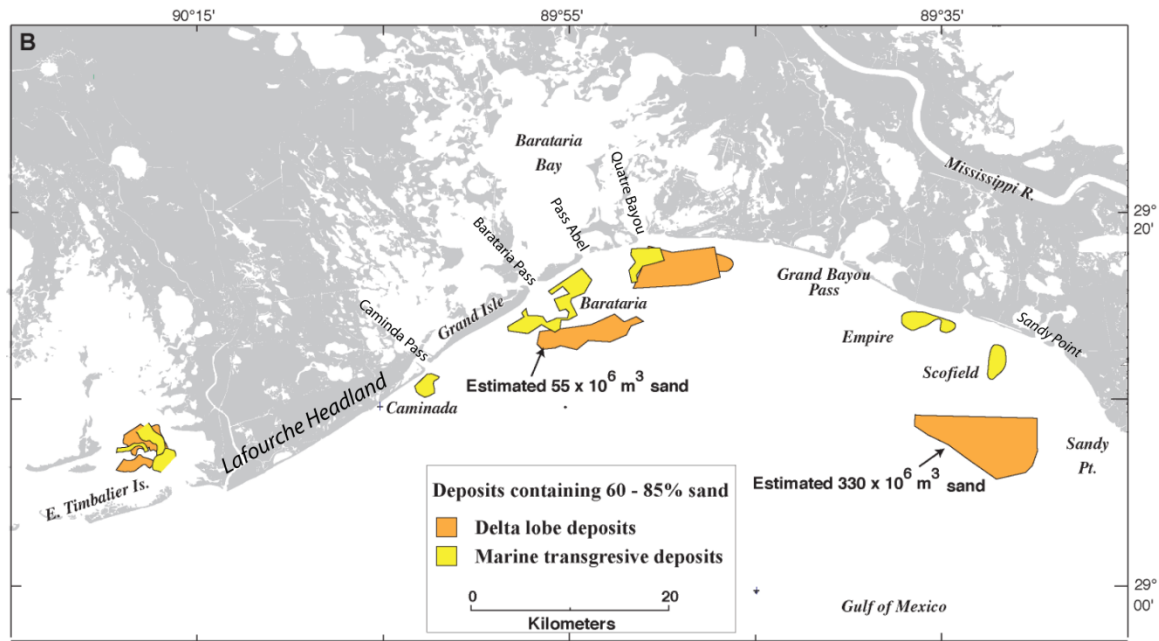 90°15'
89°55'
89°35'
B
Barataria
Bay
Quatre Bayou
Pass Abel
Barataria Pass
Mississippi R.
29°
20'
Grand Bayou
Pass
Grand Isle
Barataria
Caminda Pass
Sandy Point
Empire
Scofield
Estimated 55 x 10⁶ m³ sand
Caminada
Lafourche Headland
Sandy
Pt.
Estimated 330 x 10⁶ m³ sand
E. Timbalier Is.
Deposits containing 60 - 85% sand
Delta lobe deposits
Marine transgresive deposits
0 20
Kilometers
Gulf of Mexico
29°
00'